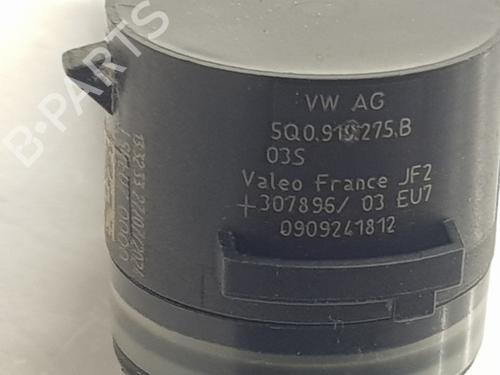 VW AG
5Q0.919.275.B
03S
Valeo France JF2
+307896/ 03 EU7
0909241812
B-PARTS